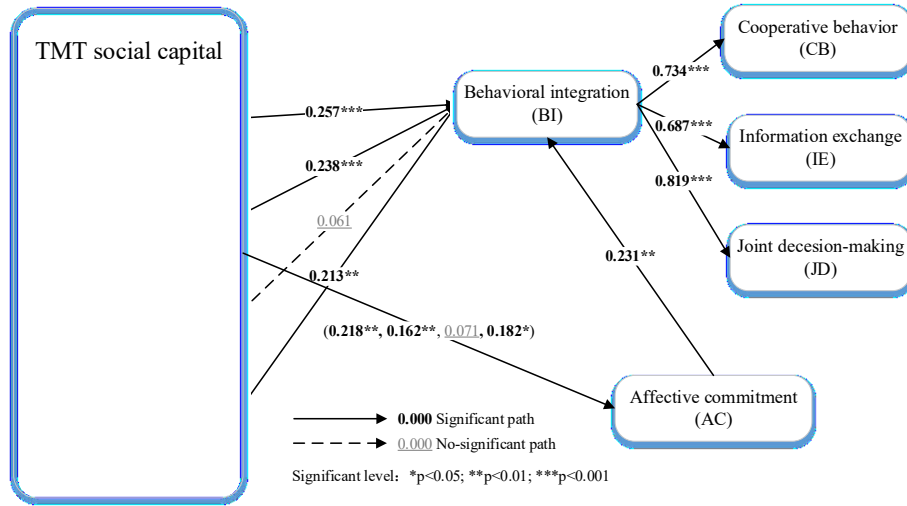 TMT social capital
Cooperative behavior
(CB)
0.734***
0.257***
Behavioral integration
(BI)
0.687***
Information exchange
(IE)
0.238***
0.819***
0.061
Joint decesion-making
(JD)
0.231**
0.213**
(0.218**, 0.162**, 0.071, 0.182*)
Affective commitment
(AC)
0.000 Significant path
0.000 No-significant path
Significant level: *p<0.05; **p<0.01; ***p<0.001